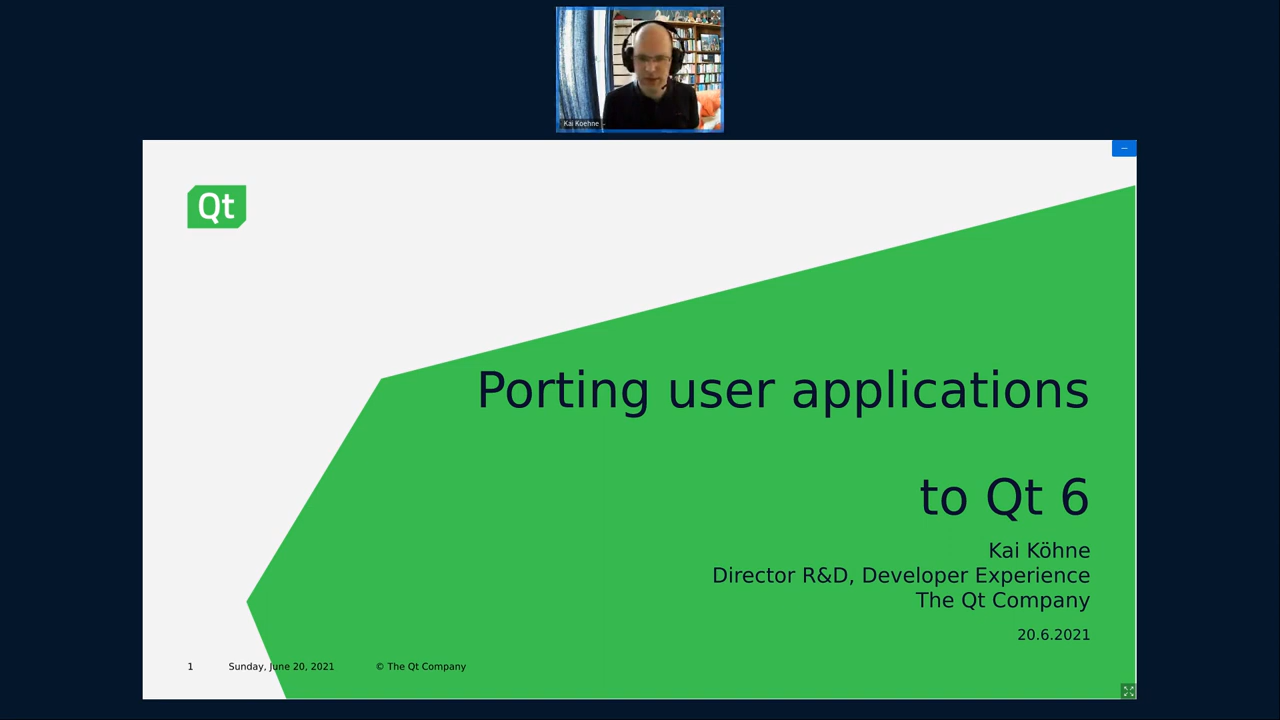 Kai Koehne
Qt
Porting user applications
to Qt 6
Kai Köhne
Director R&D, Developer Experience
The Qt Company
20.6.2021
1 Sunday, June 20, 2021 © The Qt Company